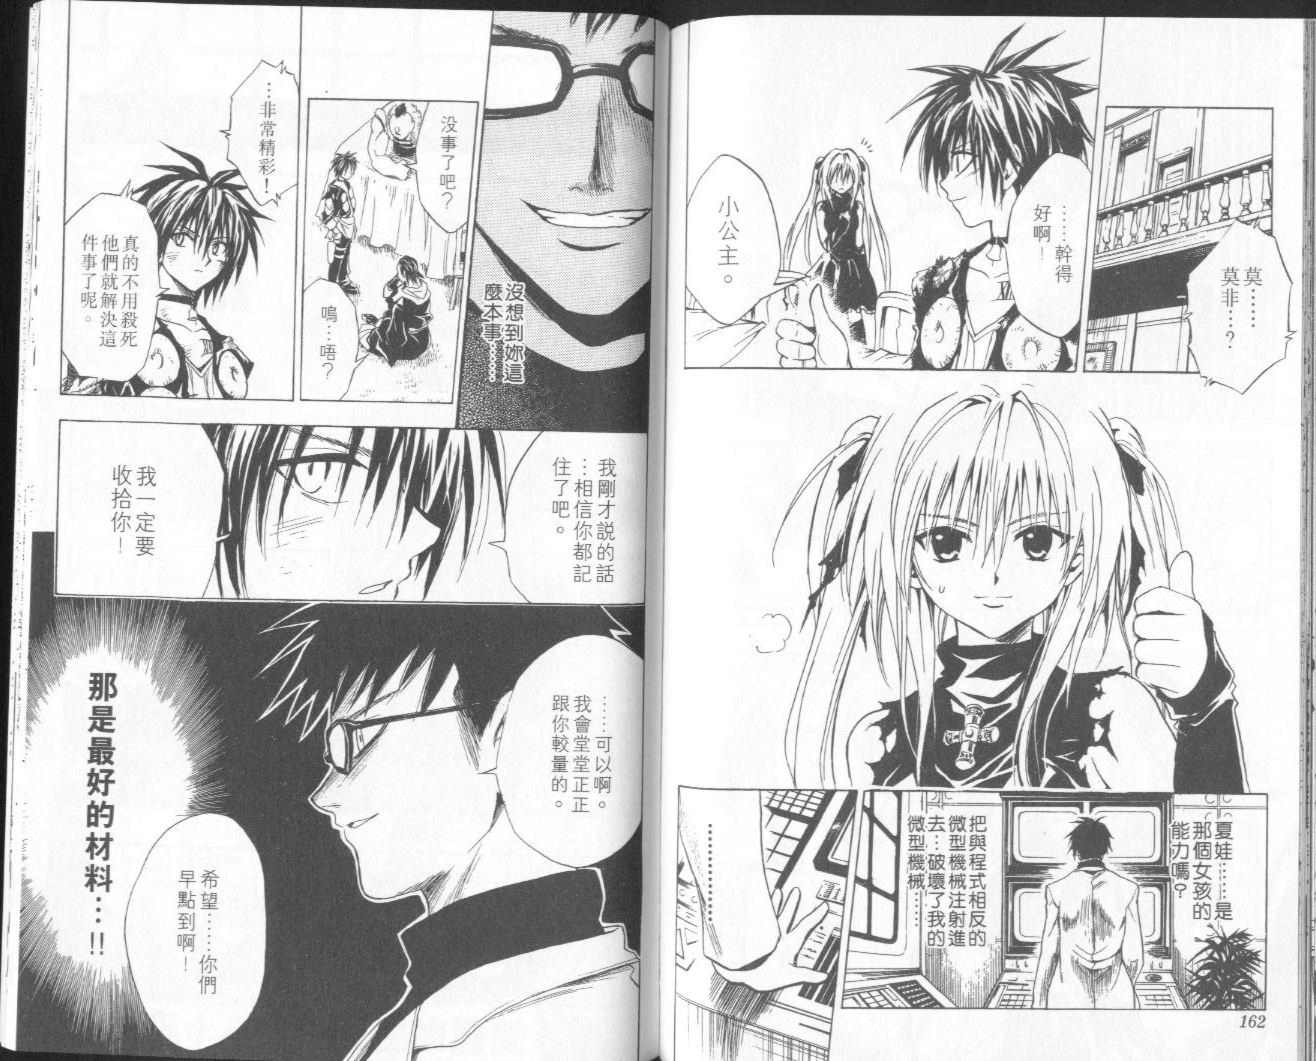 莫……
莫非…？
……幹得
好啊！
小公主。
夏娃……是
那個女孩的
能力嗎？
把與程式相反的
微型機械注射進
去…破壞了我的
微型機械……
…………
162
沒想到妳這
麼本事……
沒事了吧？
嗚…唔？
…非常精彩！
真的不用殺死
他們就解決這
件事了呢。
我剛才説的話
…相信你都記
住了吧。
我一定要
收拾你！
……可以啊。
我會堂堂正正
跟你較量的。
希望……你們
早點到啊！
那是最好的材料…!!